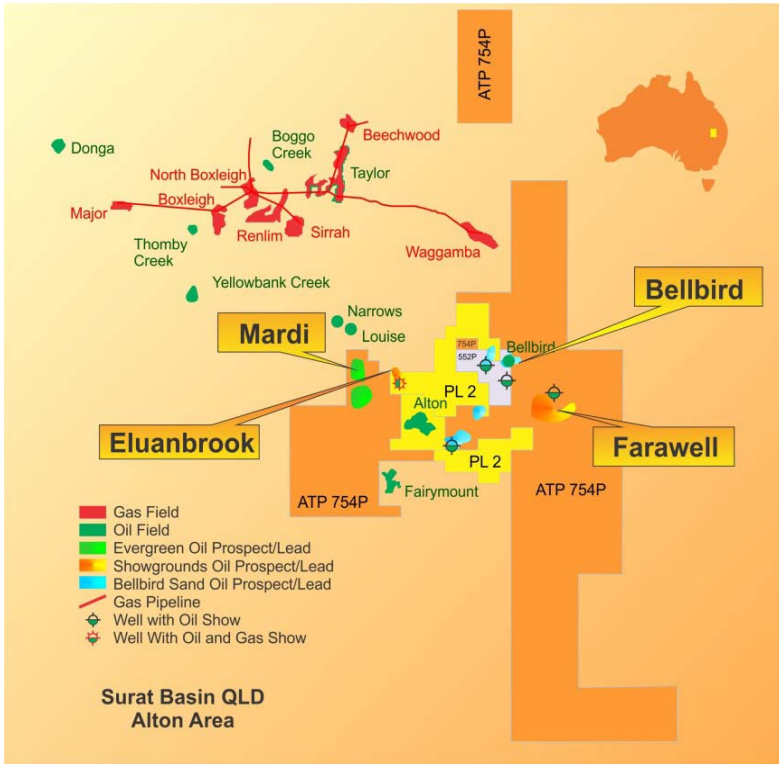 ATP 754P
Beechwood
Boggo
Creek
Donga
North Boxleigh
Taylor
Boxleigh
Major
Renlim
Sirrah
Thomby
Creek
Waggamba
Yellowbank Creek
Bellbird
Narrows
Louise
Mardi
754P
552P
Bellbird
PL 2
Alton
Eluanbrook
Farawell
PL 2
ATP 754P
ATP 754P
Fairymount
Gas Field
Oil Field
Evergreen Oil Prospect/Lead
Showgrounds Oil Prospect/Lead
Bellbird Sand Oil Prospect/Lead
Gas Pipeline
Well with Oil Show
Well With Oil and Gas Show
Surat Basin QLD
Alton Area